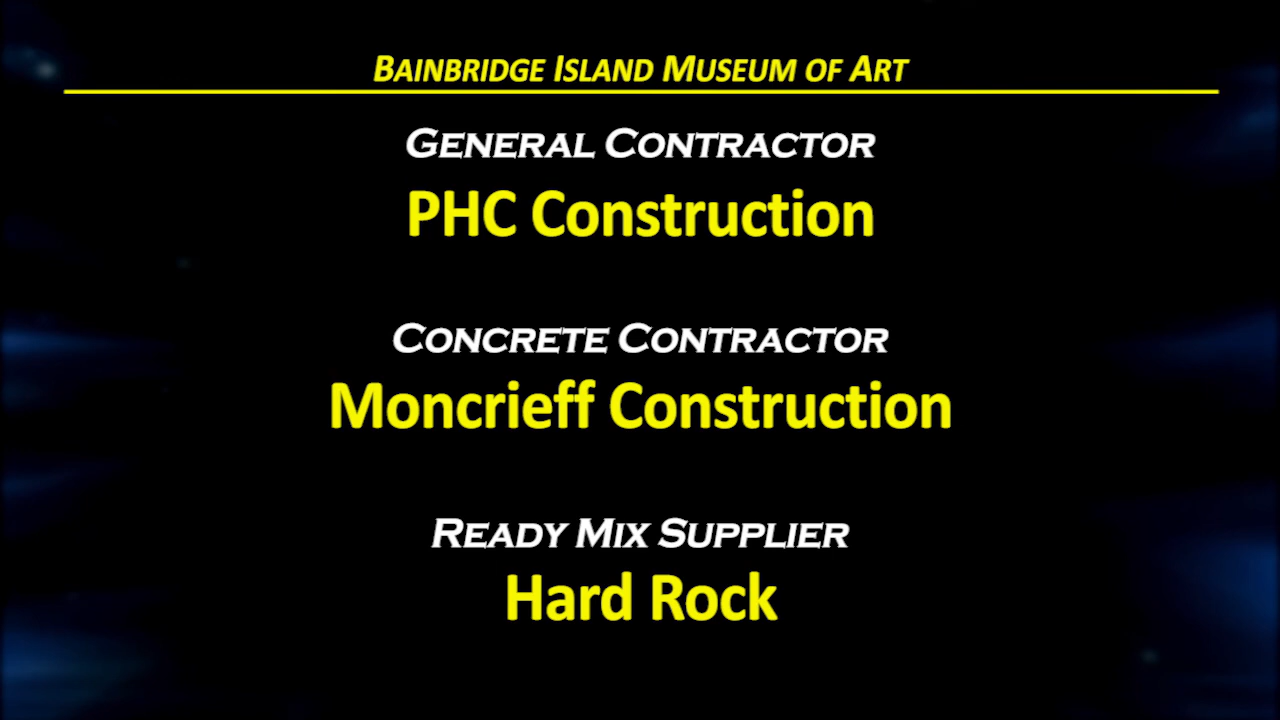 Bainbridge Island Museum of Art
General Contractor
PHC Construction
Concrete Contractor
Moncrieff Construction
Ready Mix Supplier
Hard Rock